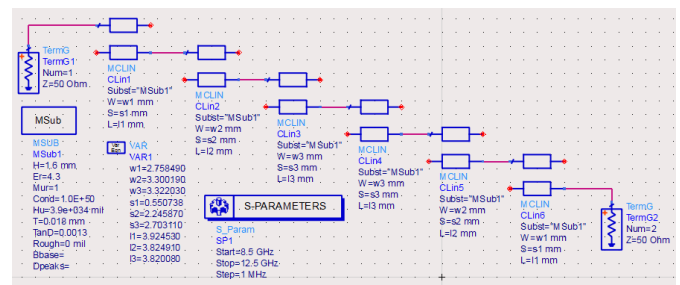 TermG
TermG1
Num=1
Z=50 Ohm
MCLIN
CLin1
Subst="MSub1"
W=w1 mm
S=s1 mm
L=l1 mm
MCLIN
CLin2
Subst="MSub1"
W=w2 mm
S=s2 mm
L=l2 mm
MCLIN
CLin3
Subst="MSub1"
W=w3 mm
S=s3 mm
L=l3 mm
MCLIN
CLin4
Subst="MSub1"
W=w3 mm
S=s3 mm
L=l3 mm
MCLIN
CLin5
Subst="MSub1"
W=w2 mm
S=s2 mm
L=l2 mm
MCLIN
CLin6
Subst="MSub1"
W=w1 mm
S=s1 mm
L=l1 mm
TermG
TermG2
Num=2
Z=50 Ohm
MSub
MSUB
MSub1
H=1.6 mm
Er=4.3
Mur=1
Cond=1.0E+50
Hu=3.9e+034 mil
T=0.018 mm
TanD=0.0013
Rough=0 mil
Bbase=
Dpeaks=
Var
Eqn
VAR
VAR1
w1=2.758490
w2=3.300190
w3=3.322030
s1=0.550738
s2=2.245870
s3=2.703110
l1=3.924530
l2=3.824910
l3=3.820080
S-PARAMETERS
S_Param
SP1
Start=8.5 GHz
Stop=12.5 GHz
Step=1 MHz